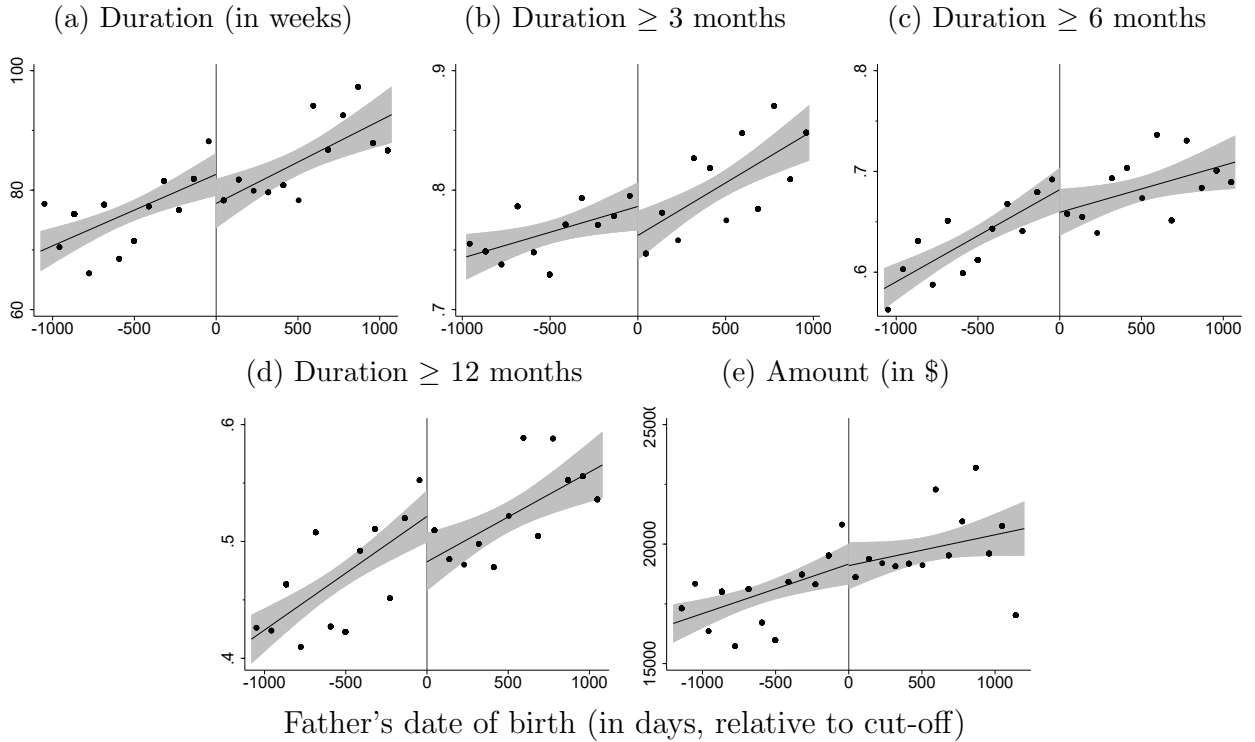 (a) Duration (in weeks) (b) Duration ≥ 3 months (c) Duration ≥ 6 months
100 .9 .8
80 .8 .7
60 .7 .6
-1000 -500 0 500 1000 -1000 -500 0 500 1000 -1000 -500 0 500 1000
(d) Duration ≥ 12 months (e) Amount (in $)
.6 25000
.5 20000
.4 15000
-1000 -500 0 500 1000 -1000 -500 0 500 1000
Father's date of birth (in days, relative to cut-off)